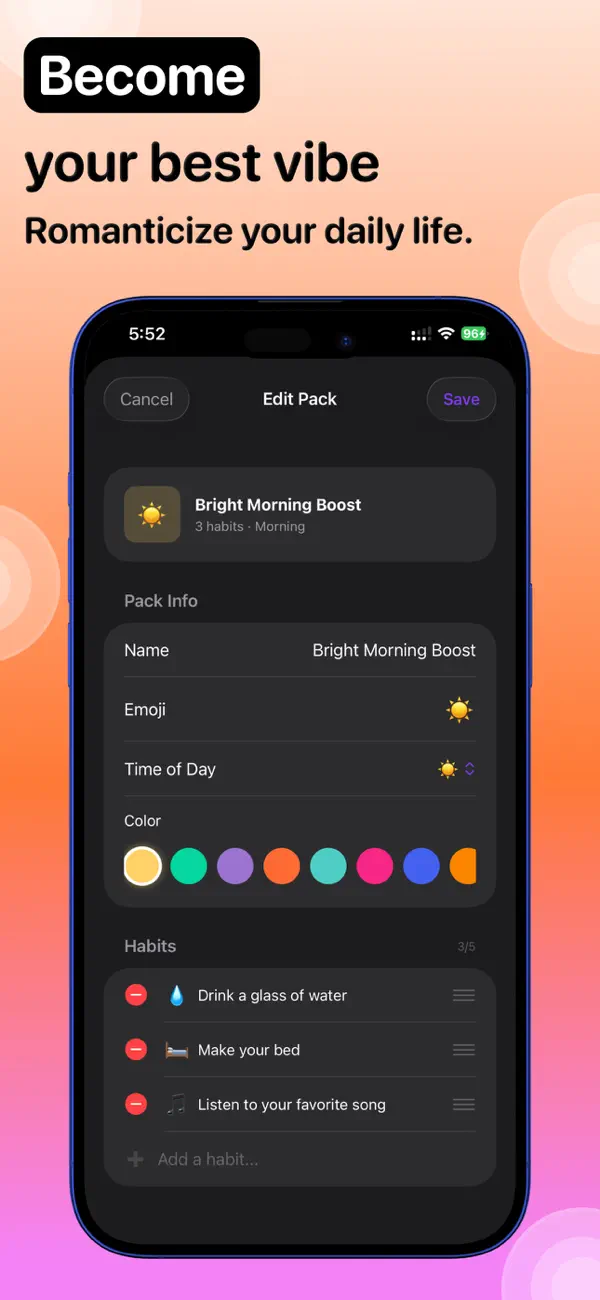 Become
your best vibe
Romanticize your daily life.
5:52
96
Cancel
Edit Pack
Save
Bright Morning Boost
3 habits · Morning
Pack Info
Name
Bright Morning Boost
Emoji
Time of Day
Color
Habits
3/5
Drink a glass of water
Make your bed
Listen to your favorite song
Add a habit...